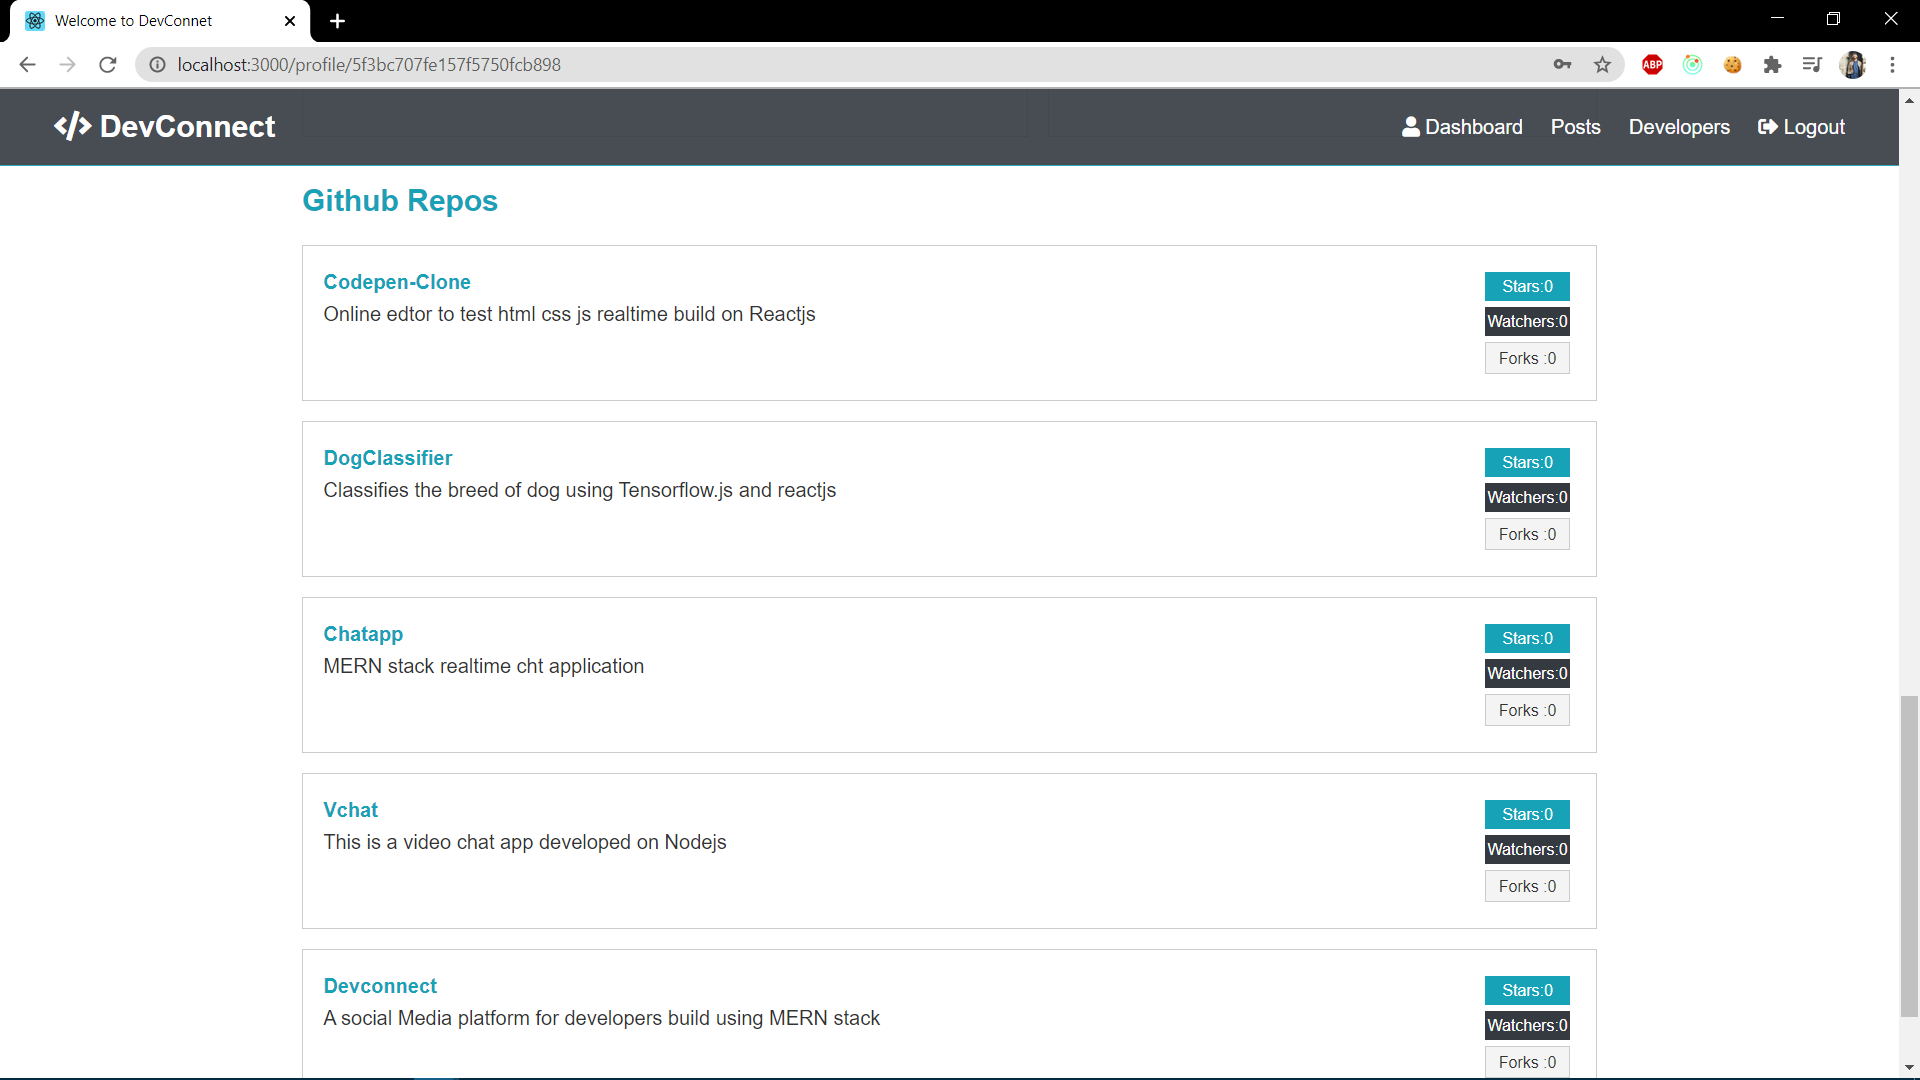 Welcome to DevConnet
localhost:3000/profile/5f3bc707fe157f5750fcb898
ABP
</> DevConnect
Dashboard Posts Developers Logout
Github Repos
Codepen-Clone
Online edtor to test html css js realtime build on Reactjs
Stars:0
Watchers:0
Forks :0
DogClassifier
Classifies the breed of dog using Tensorflow.js and reactjs
Stars:0
Watchers:0
Forks :0
Chatapp
MERN stack realtime cht application
Stars:0
Watchers:0
Forks :0
Vchat
This is a video chat app developed on Nodejs
Stars:0
Watchers:0
Forks :0
Devconnect
A social Media platform for developers build using MERN stack
Stars:0
Watchers:0
Forks :0